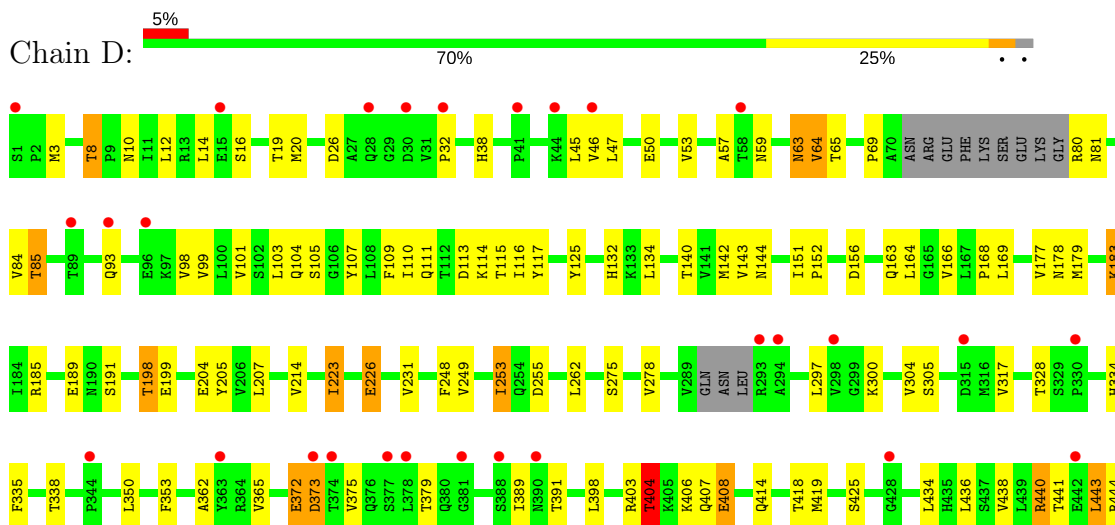 5%
Chain D:
70% 25% • •
S1 P2 M3 T8 P9 N10 I11 L12 R13 L14 E15 S16 T19 M20 D26 A27 Q28 G29 D30 V31 P32 H38 P41 K44 L45 V46 L47 E50 V53 A57 T58 N59 N63 V64 T65 P69 A70 ASN ARG GLU PHE LYS SER GLU LYS GLY R80 N81
V84 T85 T89 Q93 E96 K97 V98 V99 L100 V101 S102 L103 Q104 S105 G106 Y107 L108 F109 I110 Q111 T112 D113 K114 T115 I116 Y117 Y125 H132 K133 L134 T140 V141 M142 V143 N144 I151 P152 D156 Q163 L164 G165 V166 L167 P168 L169 V177 N178 M179 K183
I184 R185 E189 N190 S191 T198 E199 E204 Y205 V206 L207 V214 I223 E226 V231 F248 V249 I253 Q254 D255 L262 S275 V278 V289 GLN ASN LEU R293 A294 L297 V298 G299 K300 V304 S305 D315 M316 V317 T328 S329 P330 H334
F335 T338 P344 L350 F353 A362 Y363 R364 V365 E372 D373 T374 V375 Q376 S377 L378 T379 Q380 G381 S388 I389 N390 T391 L398 R403 T404 K405 K406 Q407 E408 Q414 T418 M419 S425 G428 L434 H435 L436 S437 V438 L439 R440 T441 E442 L443 R444